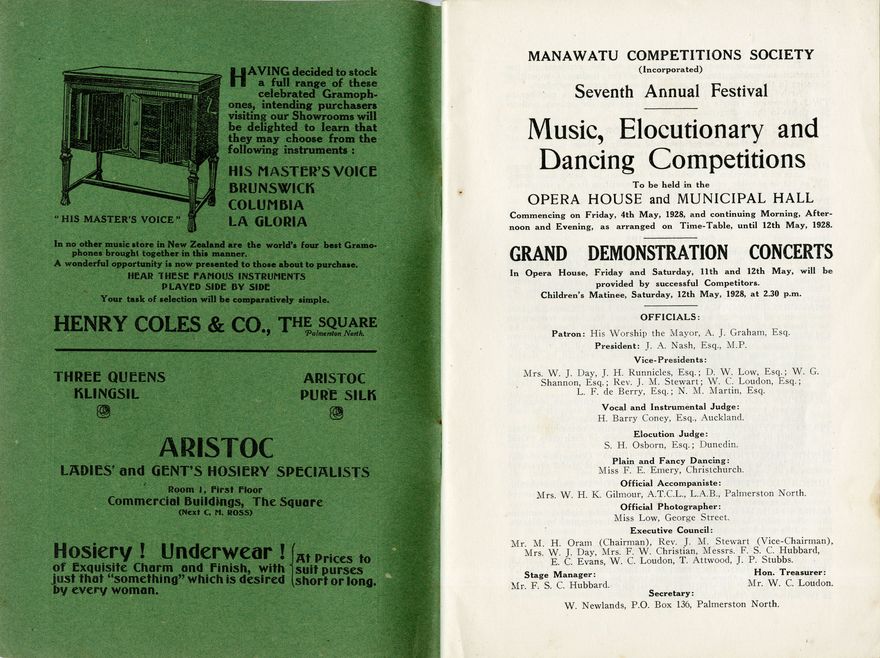 HAVING decided to stock
a full range of these
celebrated Gramoph-
ones, intending purchasers
visiting our Showrooms will
be delighted to learn that
they may choose from the
following instruments :
HIS MASTER'S VOICE
BRUNSWICK
COLUMBIA
LA GLORIA
"HIS MASTER'S VOICE"
In no other music store in New Zealand are the world's four best Gramo-
phones brought together in this manner.
A wonderful opportunity is now presented to those about to purchase.
HEAR THESE FAMOUS INSTRUMENTS
PLAYED SIDE BY SIDE
Your task of selection will be comparatively simple.
HENRY COLES & CO., THE SQUARE
Palmerston North.
THREE QUEENS
KLINGSIL
ARISTOC
PURE SILK
ARISTOC
LADIES' and GENT'S HOSIERY SPECIALISTS
Room 1, First Floor
Commercial Buildings, The Square
(Next C. M. ROSS)
Hosiery ! Underwear !
of Exquisite Charm and Finish, with
just that "something" which is desired
by every woman.
At Prices to
suit purses
short or long.
MANAWATU COMPETITIONS SOCIETY
(Incorporated)
Seventh Annual Festival
Music, Elocutionary and
Dancing Competitions
To be held in the
OPERA HOUSE and MUNICIPAL HALL
Commencing on Friday, 4th May, 1928, and continuing Morning, After-
noon and Evening, as arranged on Time-Table, until 12th May, 1928.
GRAND DEMONSTRATION CONCERTS
In Opera House, Friday and Saturday, 11th and 12th May, will be
provided by successful Competitors.
Children's Matinee, Saturday, 12th May, 1928, at 2.30 p.m.
OFFICIALS:
Patron: His Worship the Mayor, A. J. Graham, Esq.
President: J. A. Nash, Esq., M.P.
Vice-Presidents:
Mrs. W. J. Day, J. H. Runnicles, Esq.; D. W. Low, Esq.; W. G.
Shannon, Esq.; Rev. J. M. Stewart; W. C. Loudon, Esq.;
L. F. de Berry, Esq.; N. M. Martin, Esq.
Vocal and Instrumental Judge:
H. Barry Coney, Esq., Auckland.
Elocution Judge:
S. H. Osborn, Esq.; Dunedin.
Plain and Fancy Dancing:
Miss F. E. Emery, Christchurch.
Official Accompaniste:
Mrs. W. H. K. Gilmour, A.T.C.L., L.A.B., Palmerston North.
Official Photographer:
Miss Low, George Street.
Executive Council:
Mr. M. H. Oram (Chairman), Rev. J. M. Stewart (Vice-Chairman),
Mrs. W. J. Day, Mrs. F. W. Christian, Messrs. F. S. C. Hubbard,
E. C. Evans, W. C. Loudon, T. Attwood, J. P. Stubbs.
Stage Manager:
Mr. F. S. C. Hubbard.
Hon. Treasurer:
Mr. W. C. Loudon.
Secretary:
W. Newlands, P.O. Box 136, Palmerston North.